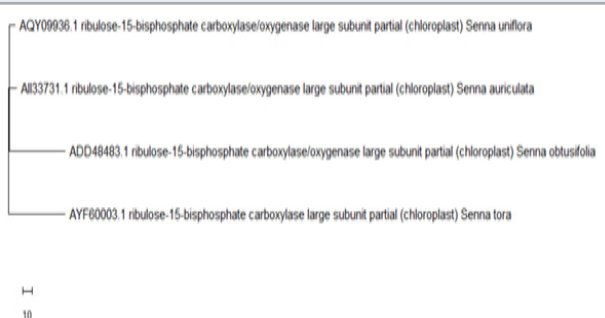 AQY09936.1 ribulose-15-bisphosphate carboxylase/oxygenase large subunit partial (chloroplast) Senna uniflora
AII33731.1 ribulose-15-bisphosphate carboxylase/oxygenase large subunit partial (chloroplast) Senna auriculata
ADD48483.1 ribulose-15-bisphosphate carboxylase/oxygenase large subunit partial (chloroplast) Senna obtusifolia
AYF60003.1 ribulose-15-bisphosphate carboxylase large subunit partial (chloroplast) Senna tora
10